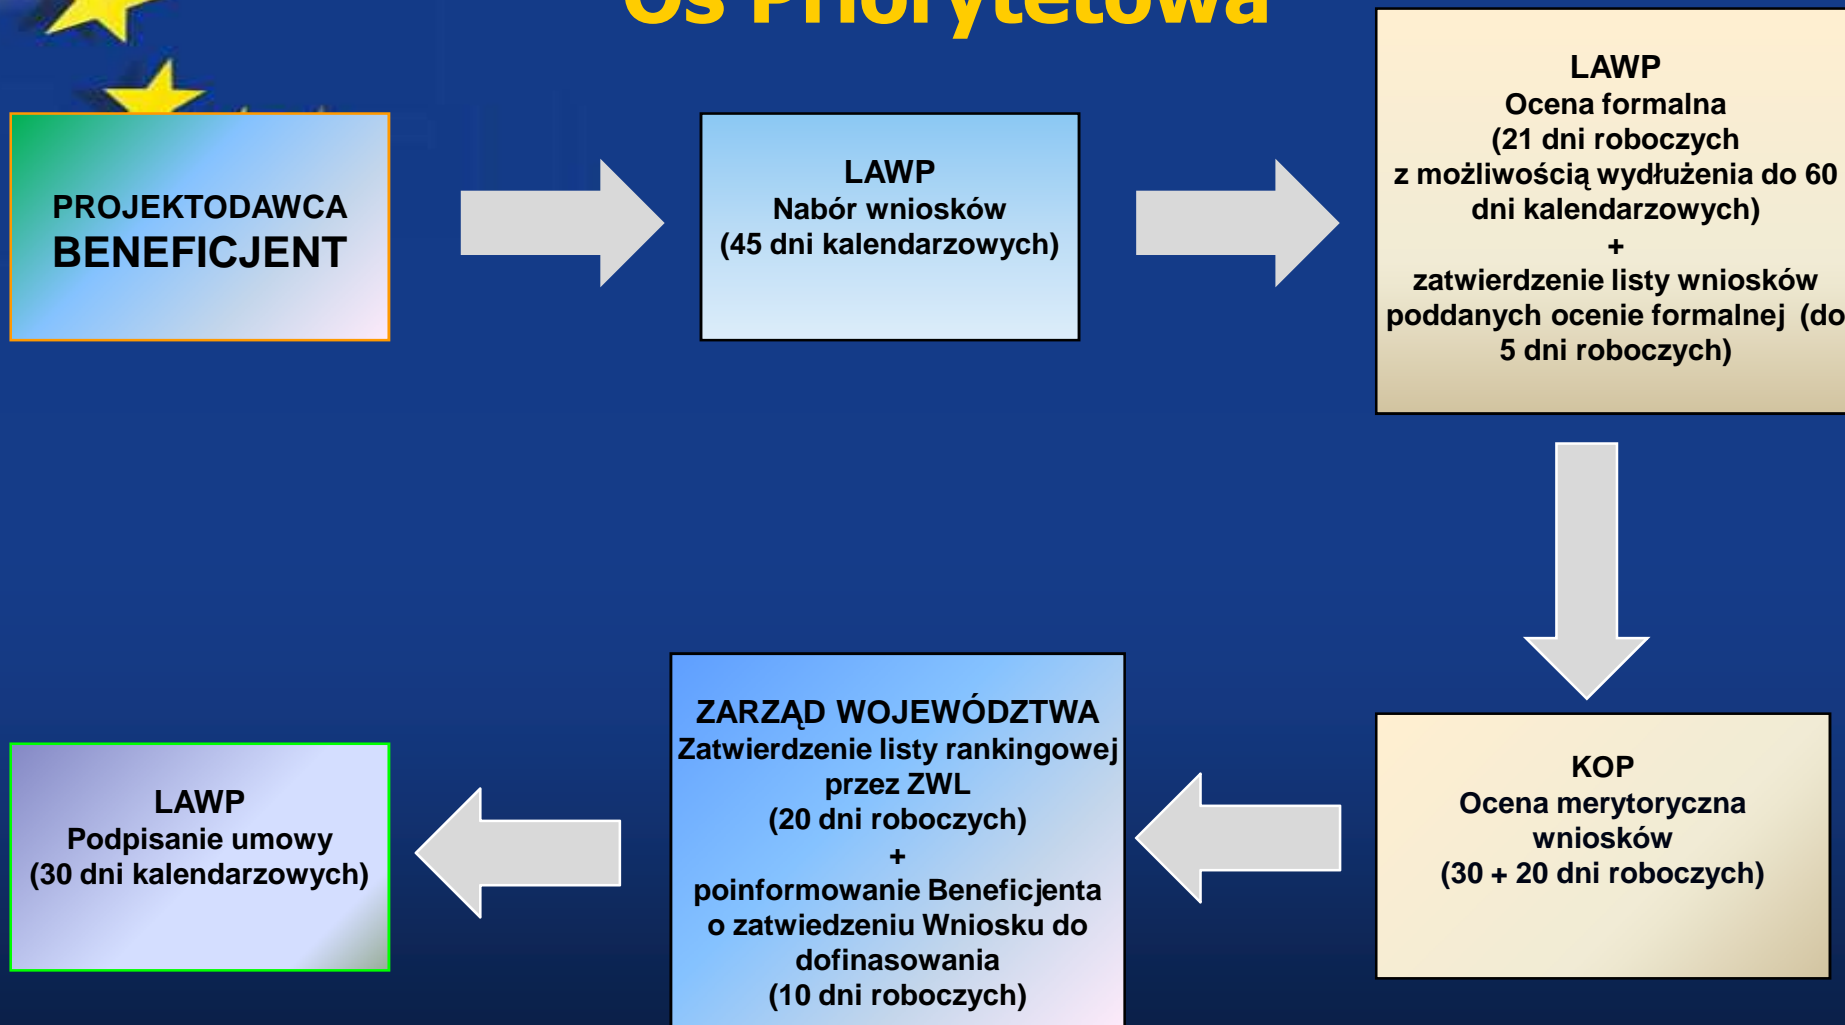 Oś Priorytetowa
PROJEKTODAWCA
BENEFICJENT
LAWP
Nabór wniosków
(45 dni kalendarzowych)
LAWP
Ocena formalna
(21 dni roboczych
z możliwością wydłużenia do 60
dni kalendarzowych)
+
zatwierdzenie listy wniosków
poddanych ocenie formalnej (do
5 dni roboczych)
KOP
Ocena merytoryczna
wniosków
(30 + 20 dni roboczych)
ZARZĄD WOJEWÓDZTWA
Zatwierdzenie listy rankingowej
przez ZWL
(20 dni roboczych)
+
poinformowanie Beneficjenta
o zatwiedzeniu Wniosku do
dofinasowania
(10 dni roboczych)
LAWP
Podpisanie umowy
(30 dni kalendarzowych)